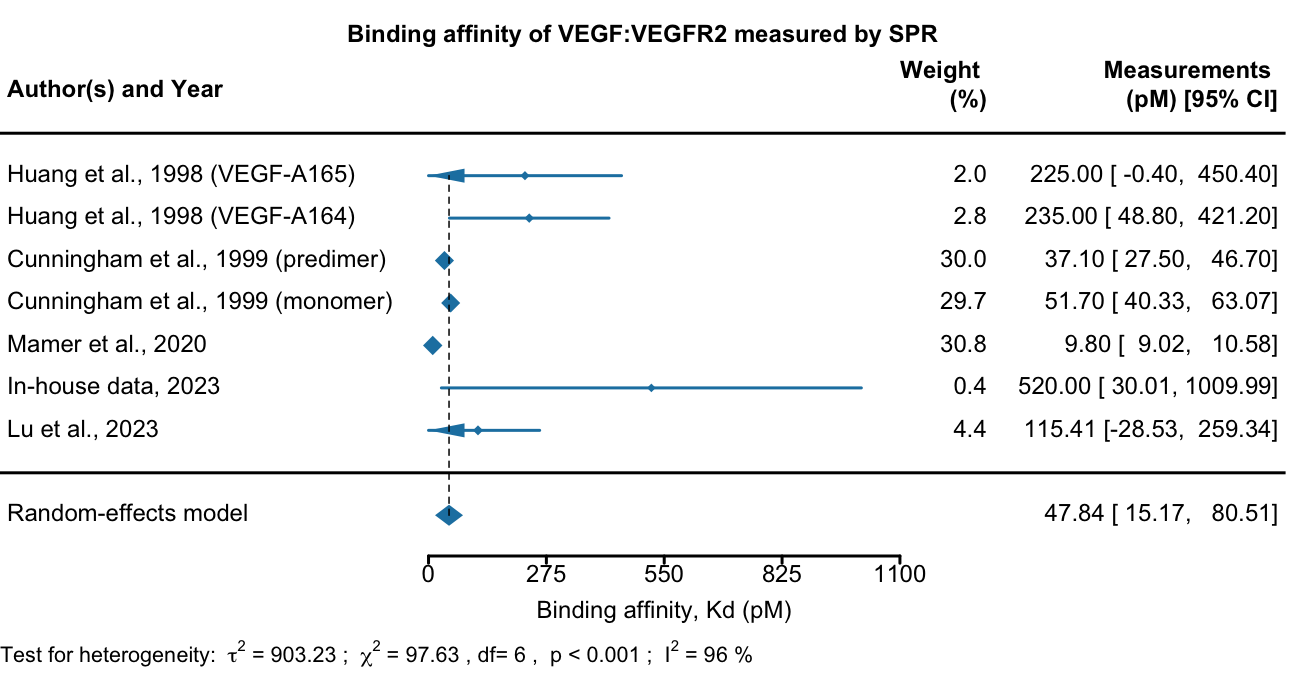 Binding affinity of VEGF:VEGFR2 measured by SPR
Author(s) and Year Weight (%) Measurements (pM) [95% CI]
Huang et al., 1998 (VEGF-A165) 2.0 225.00 [ -0.40, 450.40]
Huang et al., 1998 (VEGF-A164) 2.8 235.00 [ 48.80, 421.20]
Cunningham et al., 1999 (predimer) 30.0 37.10 [ 27.50, 46.70]
Cunningham et al., 1999 (monomer) 29.7 51.70 [ 40.33, 63.07]
Mamer et al., 2020 30.8 9.80 [ 9.02, 10.58]
In-house data, 2023 0.4 520.00 [ 30.01, 1009.99]
Lu et al., 2023 4.4 115.41 [-28.53, 259.34]
Random-effects model 47.84 [ 15.17, 80.51]
0 275 550 825 1100
Binding affinity, Kd (pM)
Test for heterogeneity: τ² = 903.23 ; χ² = 97.63 , df= 6 , p < 0.001 ; I² = 96 %